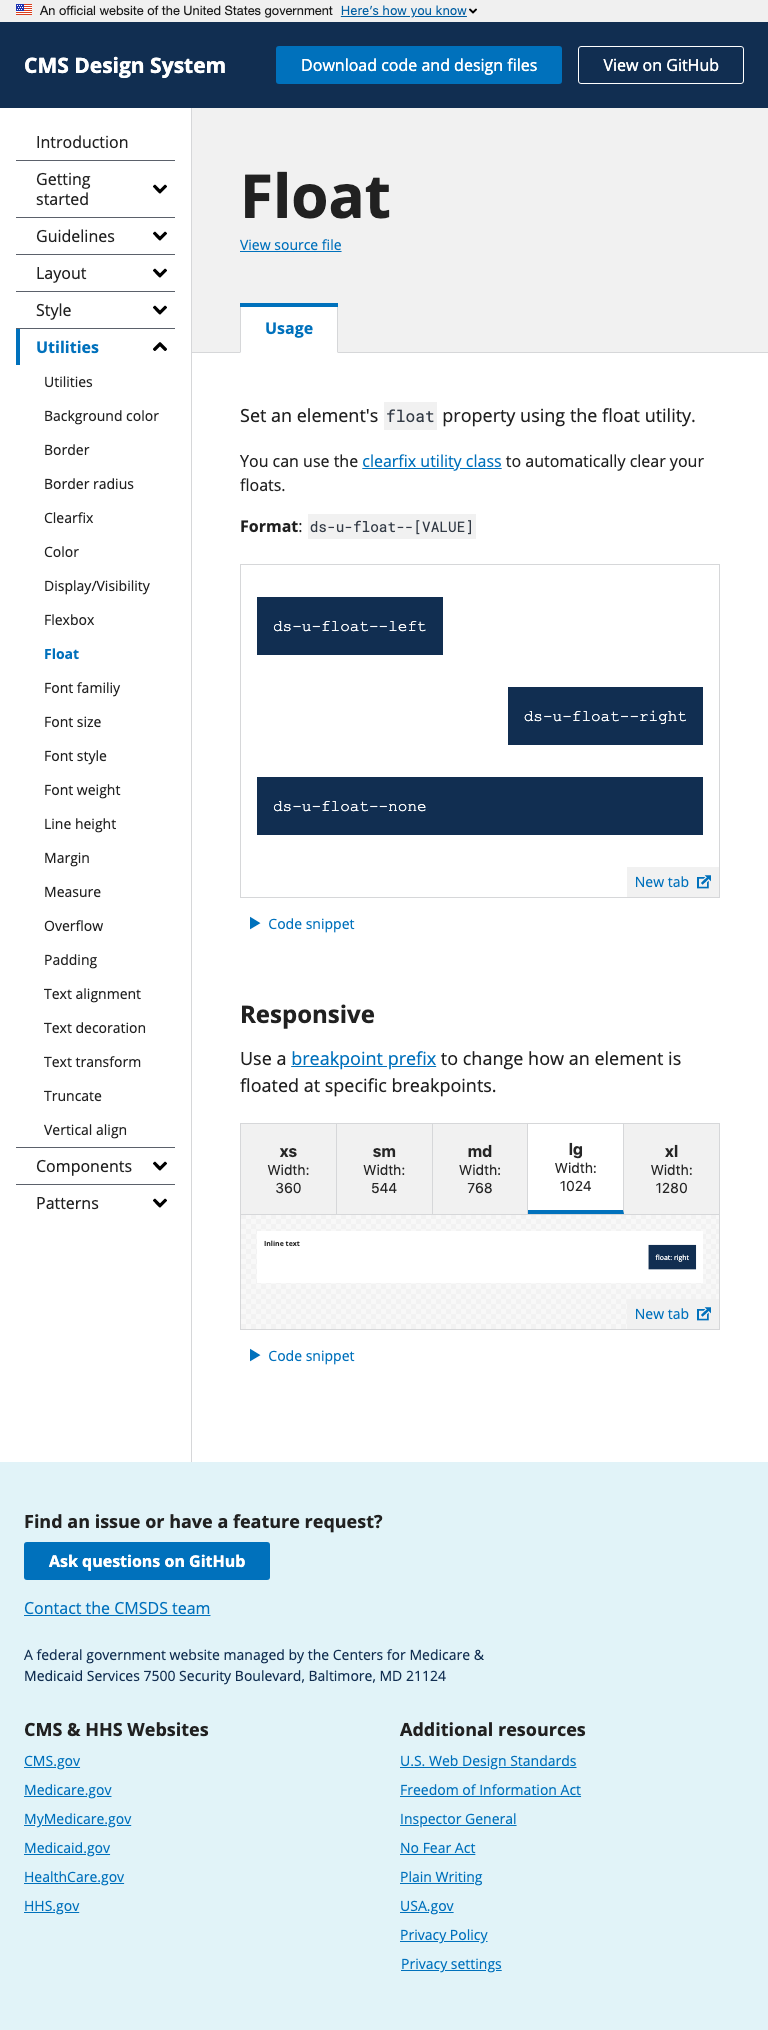 An official website of the United States government Here's how you know
CMS Design System
Download code and design files
View on GitHub
Introduction
Getting
started
Guidelines
Layout
Style
Utilities
Utilities
Background color
Border
Border radius
Clearfix
Color
Display/Visibility
Flexbox
Float
Font familiy
Font size
Font style
Font weight
Line height
Margin
Measure
Overflow
Padding
Text alignment
Text decoration
Text transform
Truncate
Vertical align
Components
Patterns
Float
View source file
Usage
Set an element's float property using the float utility.
You can use the clearfix utility class to automatically clear your
floats.
Format: ds-u-float--[VALUE]
ds-u-float--left
ds-u-float--right
ds-u-float--none
New tab
Code snippet
Responsive
Use a breakpoint prefix to change how an element is
floated at specific breakpoints.
xs
Width:
360
sm
Width:
544
md
Width:
768
lg
Width:
1024
xl
Width:
1280
Inline text
float: right
New tab
Code snippet
Find an issue or have a feature request?
Ask questions on GitHub
Contact the CMSDS team
A federal government website managed by the Centers for Medicare &
Medicaid Services 7500 Security Boulevard, Baltimore, MD 21124
CMS & HHS Websites
CMS.gov
Medicare.gov
MyMedicare.gov
Medicaid.gov
HealthCare.gov
HHS.gov
Additional resources
U.S. Web Design Standards
Freedom of Information Act
Inspector General
No Fear Act
Plain Writing
USA.gov
Privacy Policy
Privacy settings